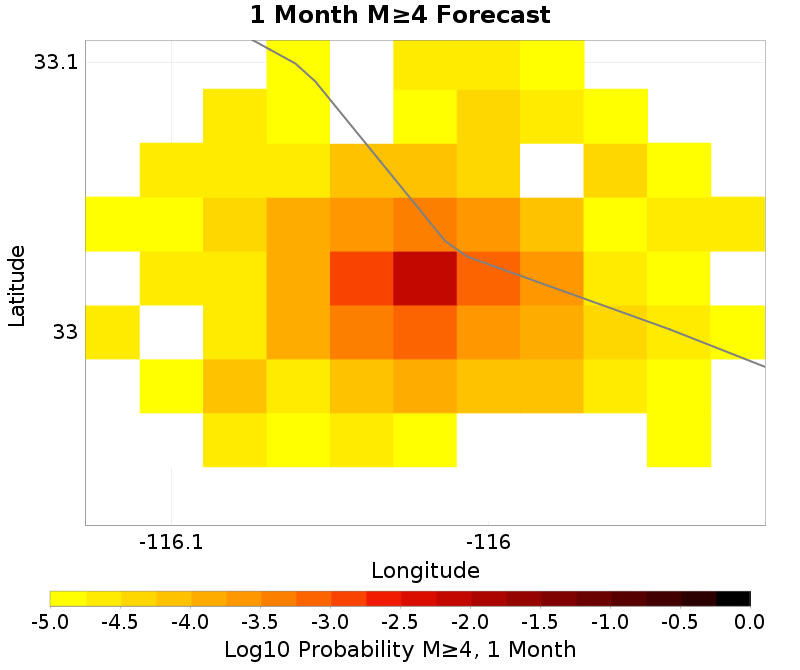 1 Month M≥4 Forecast
33.1
33
Latitude
-116.1 -116
Longitude
-5.0 -4.5 -4.0 -3.5 -3.0 -2.5 -2.0 -1.5 -1.0 -0.5 0.0
Log10 Probability M≥4, 1 Month